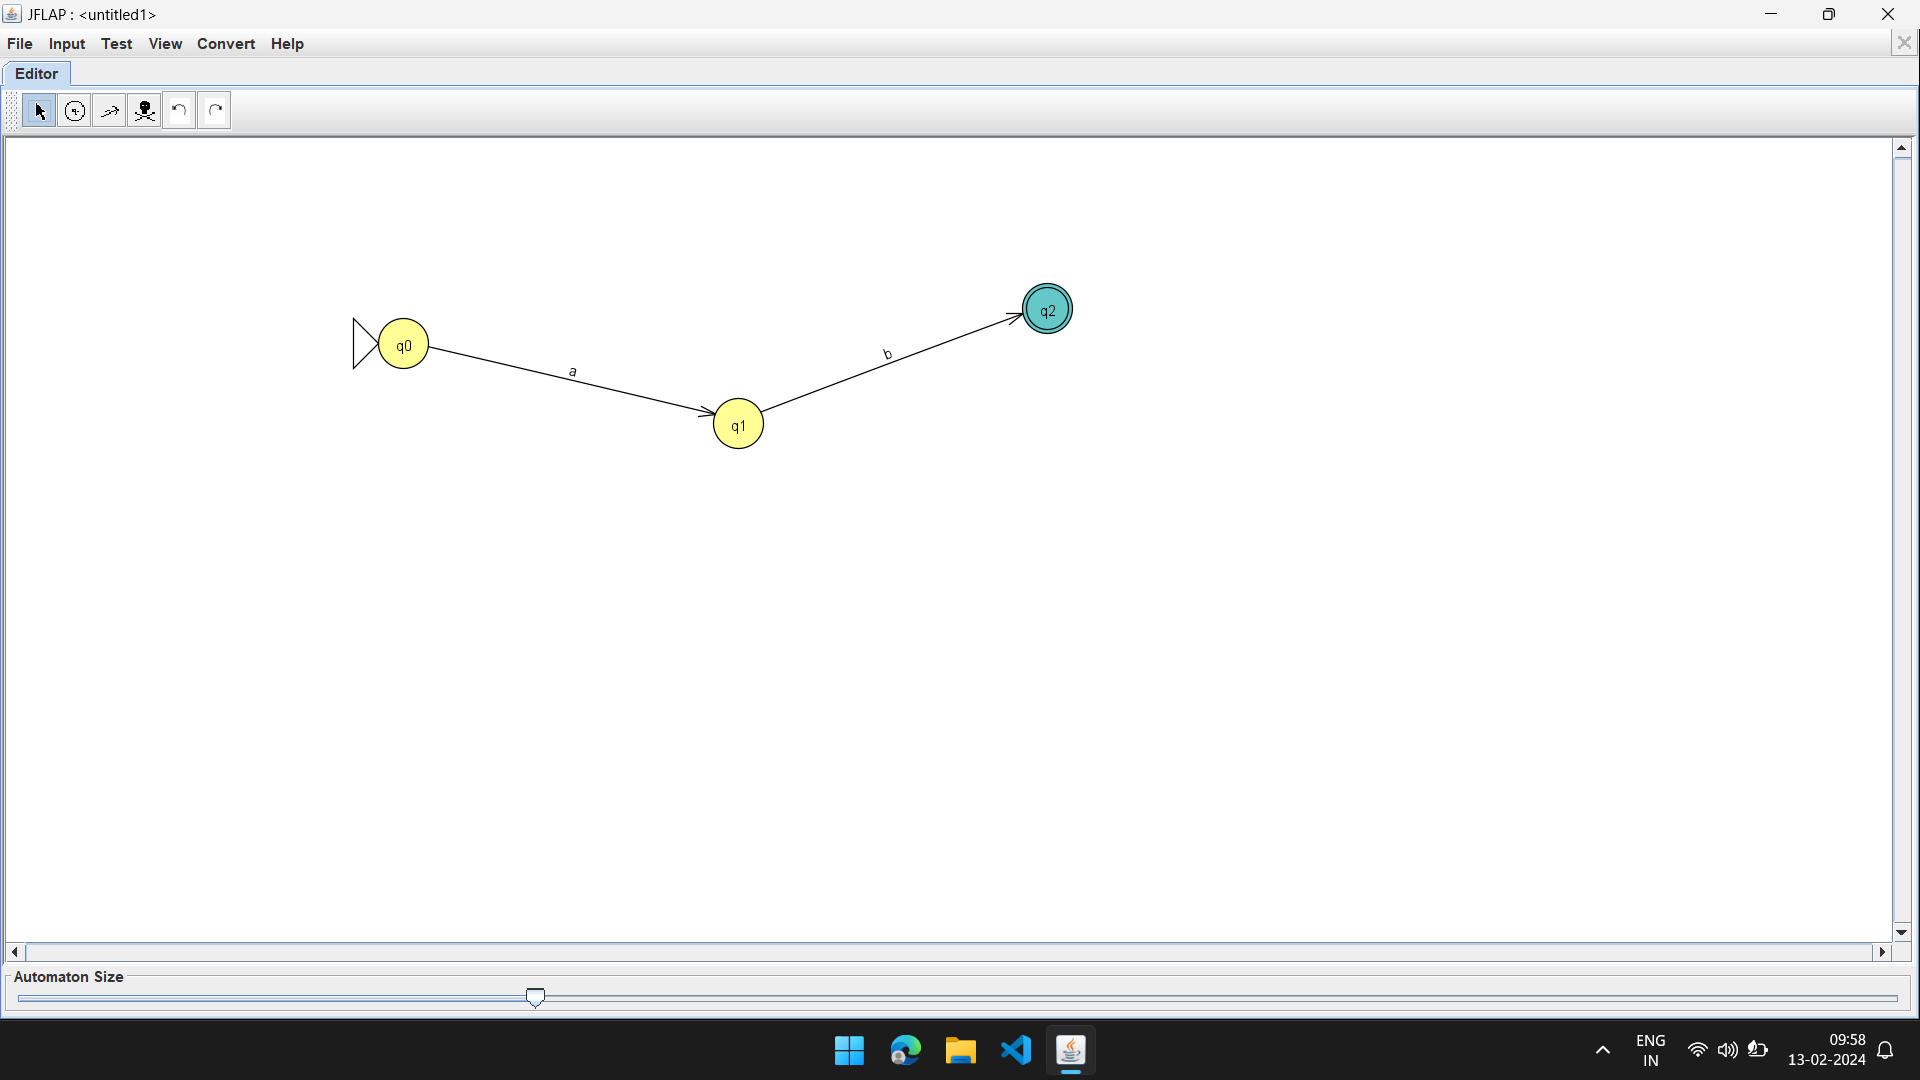 JFLAP : <untitled1>
File Input Test View Convert Help
Editor
q0
a
q1
b
q2
Automaton Size
ENG
IN
09:58
13-02-2024